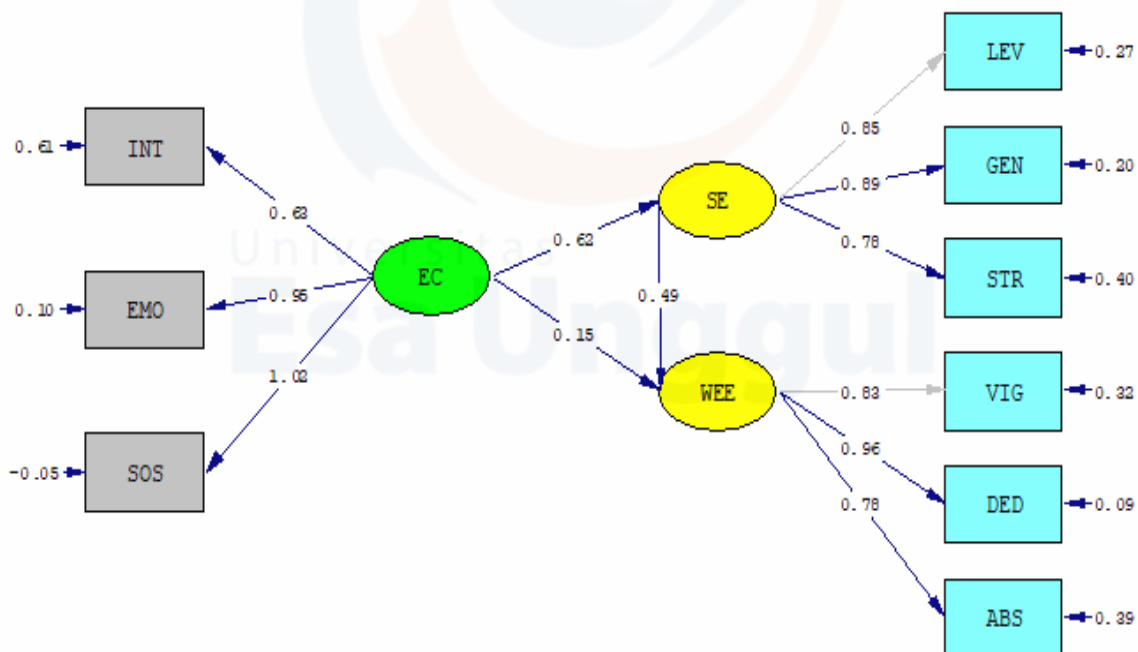 LEV
0.27
0.85
INT
0.61
GEN
0.20
0.89
SE
0.63
0.62
0.78
Universitas
Esa Unggul
EC
STR
0.40
0.49
EMO
0.10
0.95
0.15
1.02
WEE
0.83
VIG
0.32
0.96
SOS
-0.05
0.78
DED
0.09
ABS
0.39